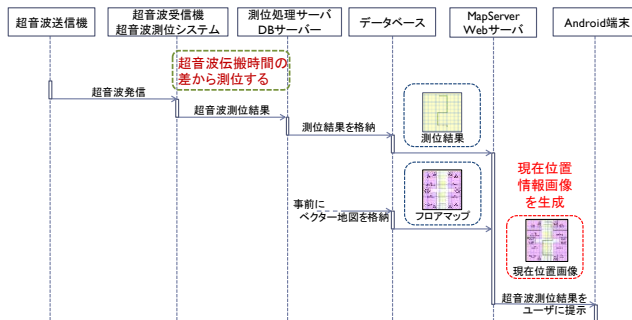 超音波送信機
超音波受信機
超音波測位システム
測位処理サーバ
DBサーバー
データベース
MapServer
Webサーバ
Android端末
超音波伝搬時間の
差から測位する
超音波発信
超音波測位結果
測位結果を格納
測位結果
現在位置
情報画像
を生成
事前に
ベクター地図を格納
フロアマップ
現在位置画像
超音波測位結果を
ユーザに提示